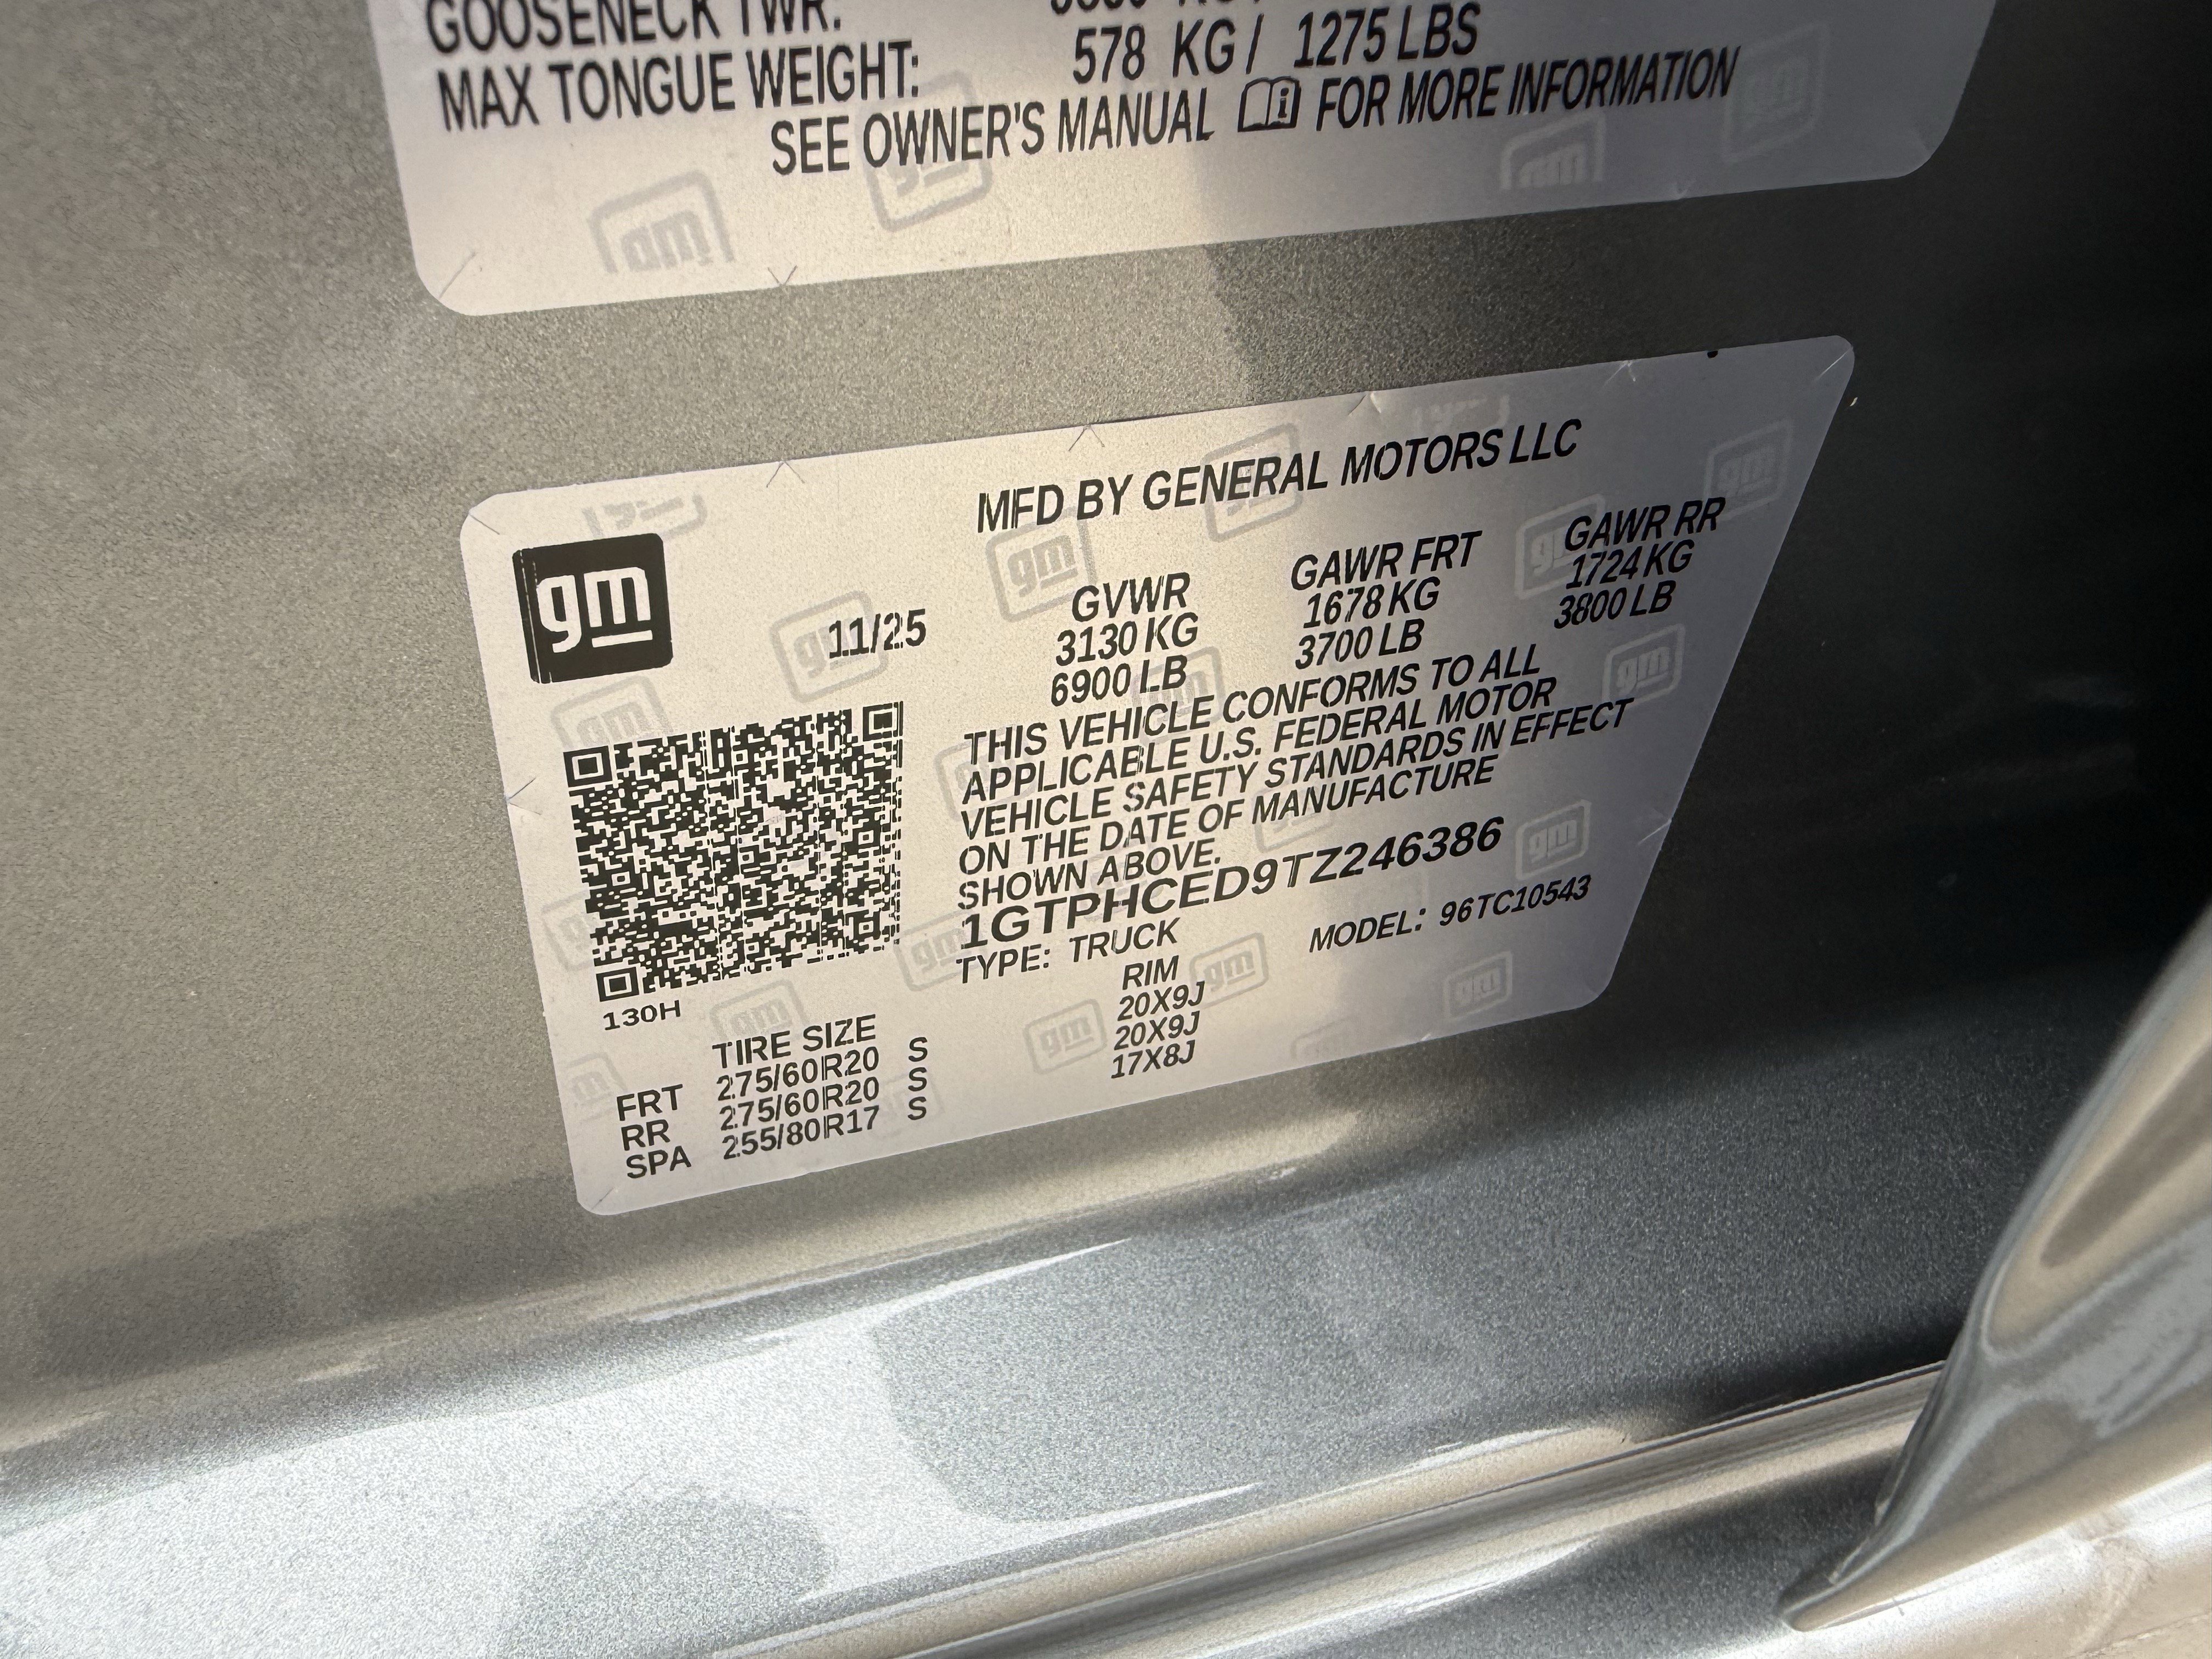 GOOSENECK TWR:
MAX TONGUE WEIGHT: 578 KG / 1275 LBS
SEE OWNER'S MANUAL FOR MORE INFORMATION
MFD BY GENERAL MOTORS LLC
gm
11/25
GVWR GAWR FRT GAWR RR
3130 KG 1678 KG 1724 KG
6900 LB 3700 LB 3800 LB
THIS VEHICLE CONFORMS TO ALL
APPLICABLE U.S. FEDERAL MOTOR
VEHICLE SAFETY STANDARDS IN EFFECT
ON THE DATE OF MANUFACTURE
SHOWN ABOVE.
1GTPHCED9TZ246386
TYPE: TRUCK MODEL: 96TC10543
130H
TIRE SIZE RIM
FRT 275/60R20 S 20X9J
RR 275/60R20 S 20X9J
SPA 255/80R17 S 17X8J